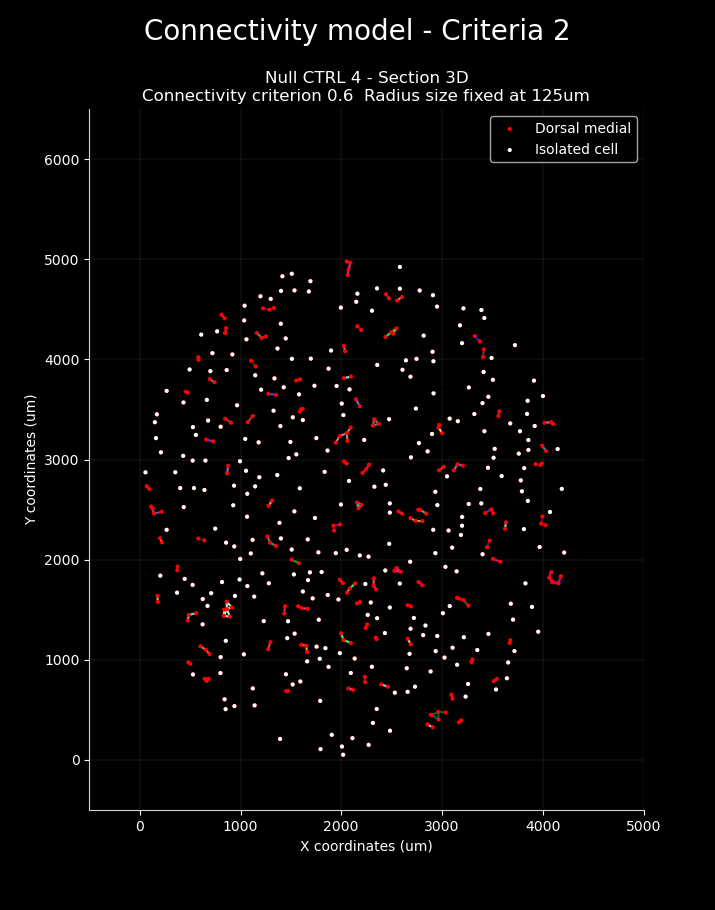 Connectivity model - Criteria 2
Null CTRL 4 - Section 3D
Connectivity criterion 0.6  Radius size fixed at 125um
Dorsal medial
Isolated cell
6000
5000
4000
3000
2000
1000
0
Y coordinates (um)
0 1000 2000 3000 4000 5000
X coordinates (um)